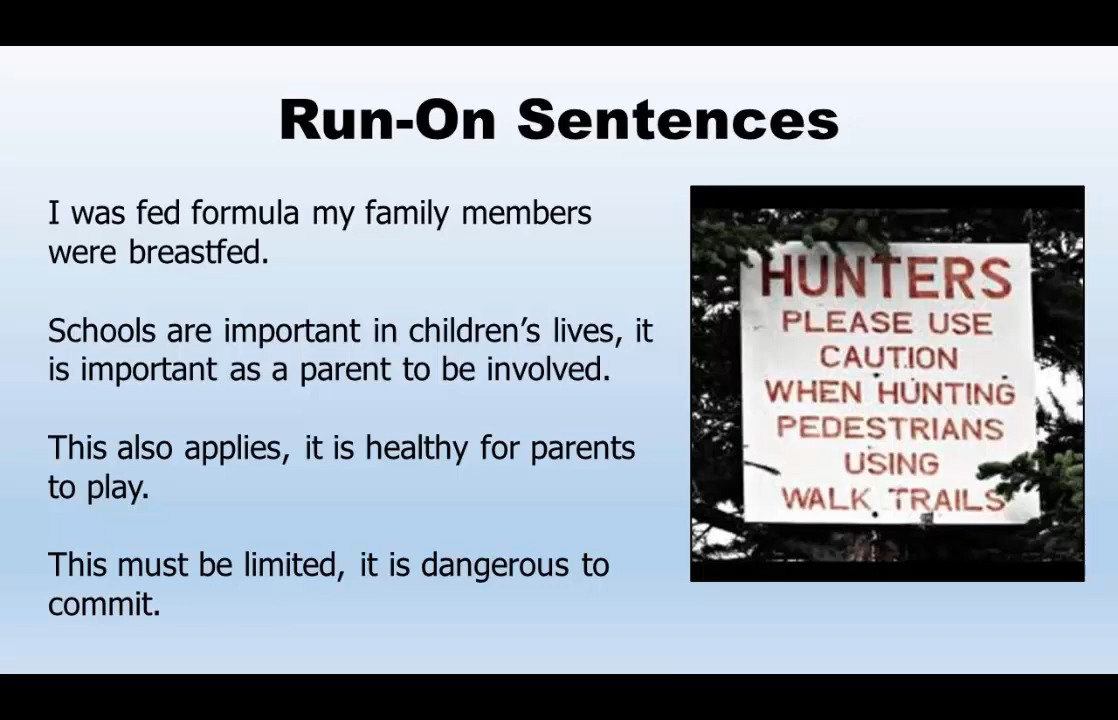 Run-On Sentences
I was fed formula my family members
were breastfed.
Schools are important in children’s lives, it
is important as a parent to be involved.
This also applies, it is healthy for parents
to play.
This must be limited, it is dangerous to
commit.
HUNTERS
PLEASE USE
CAUTION
WHEN HUNTING
PEDESTRIANS
USING
WALK TRAILS